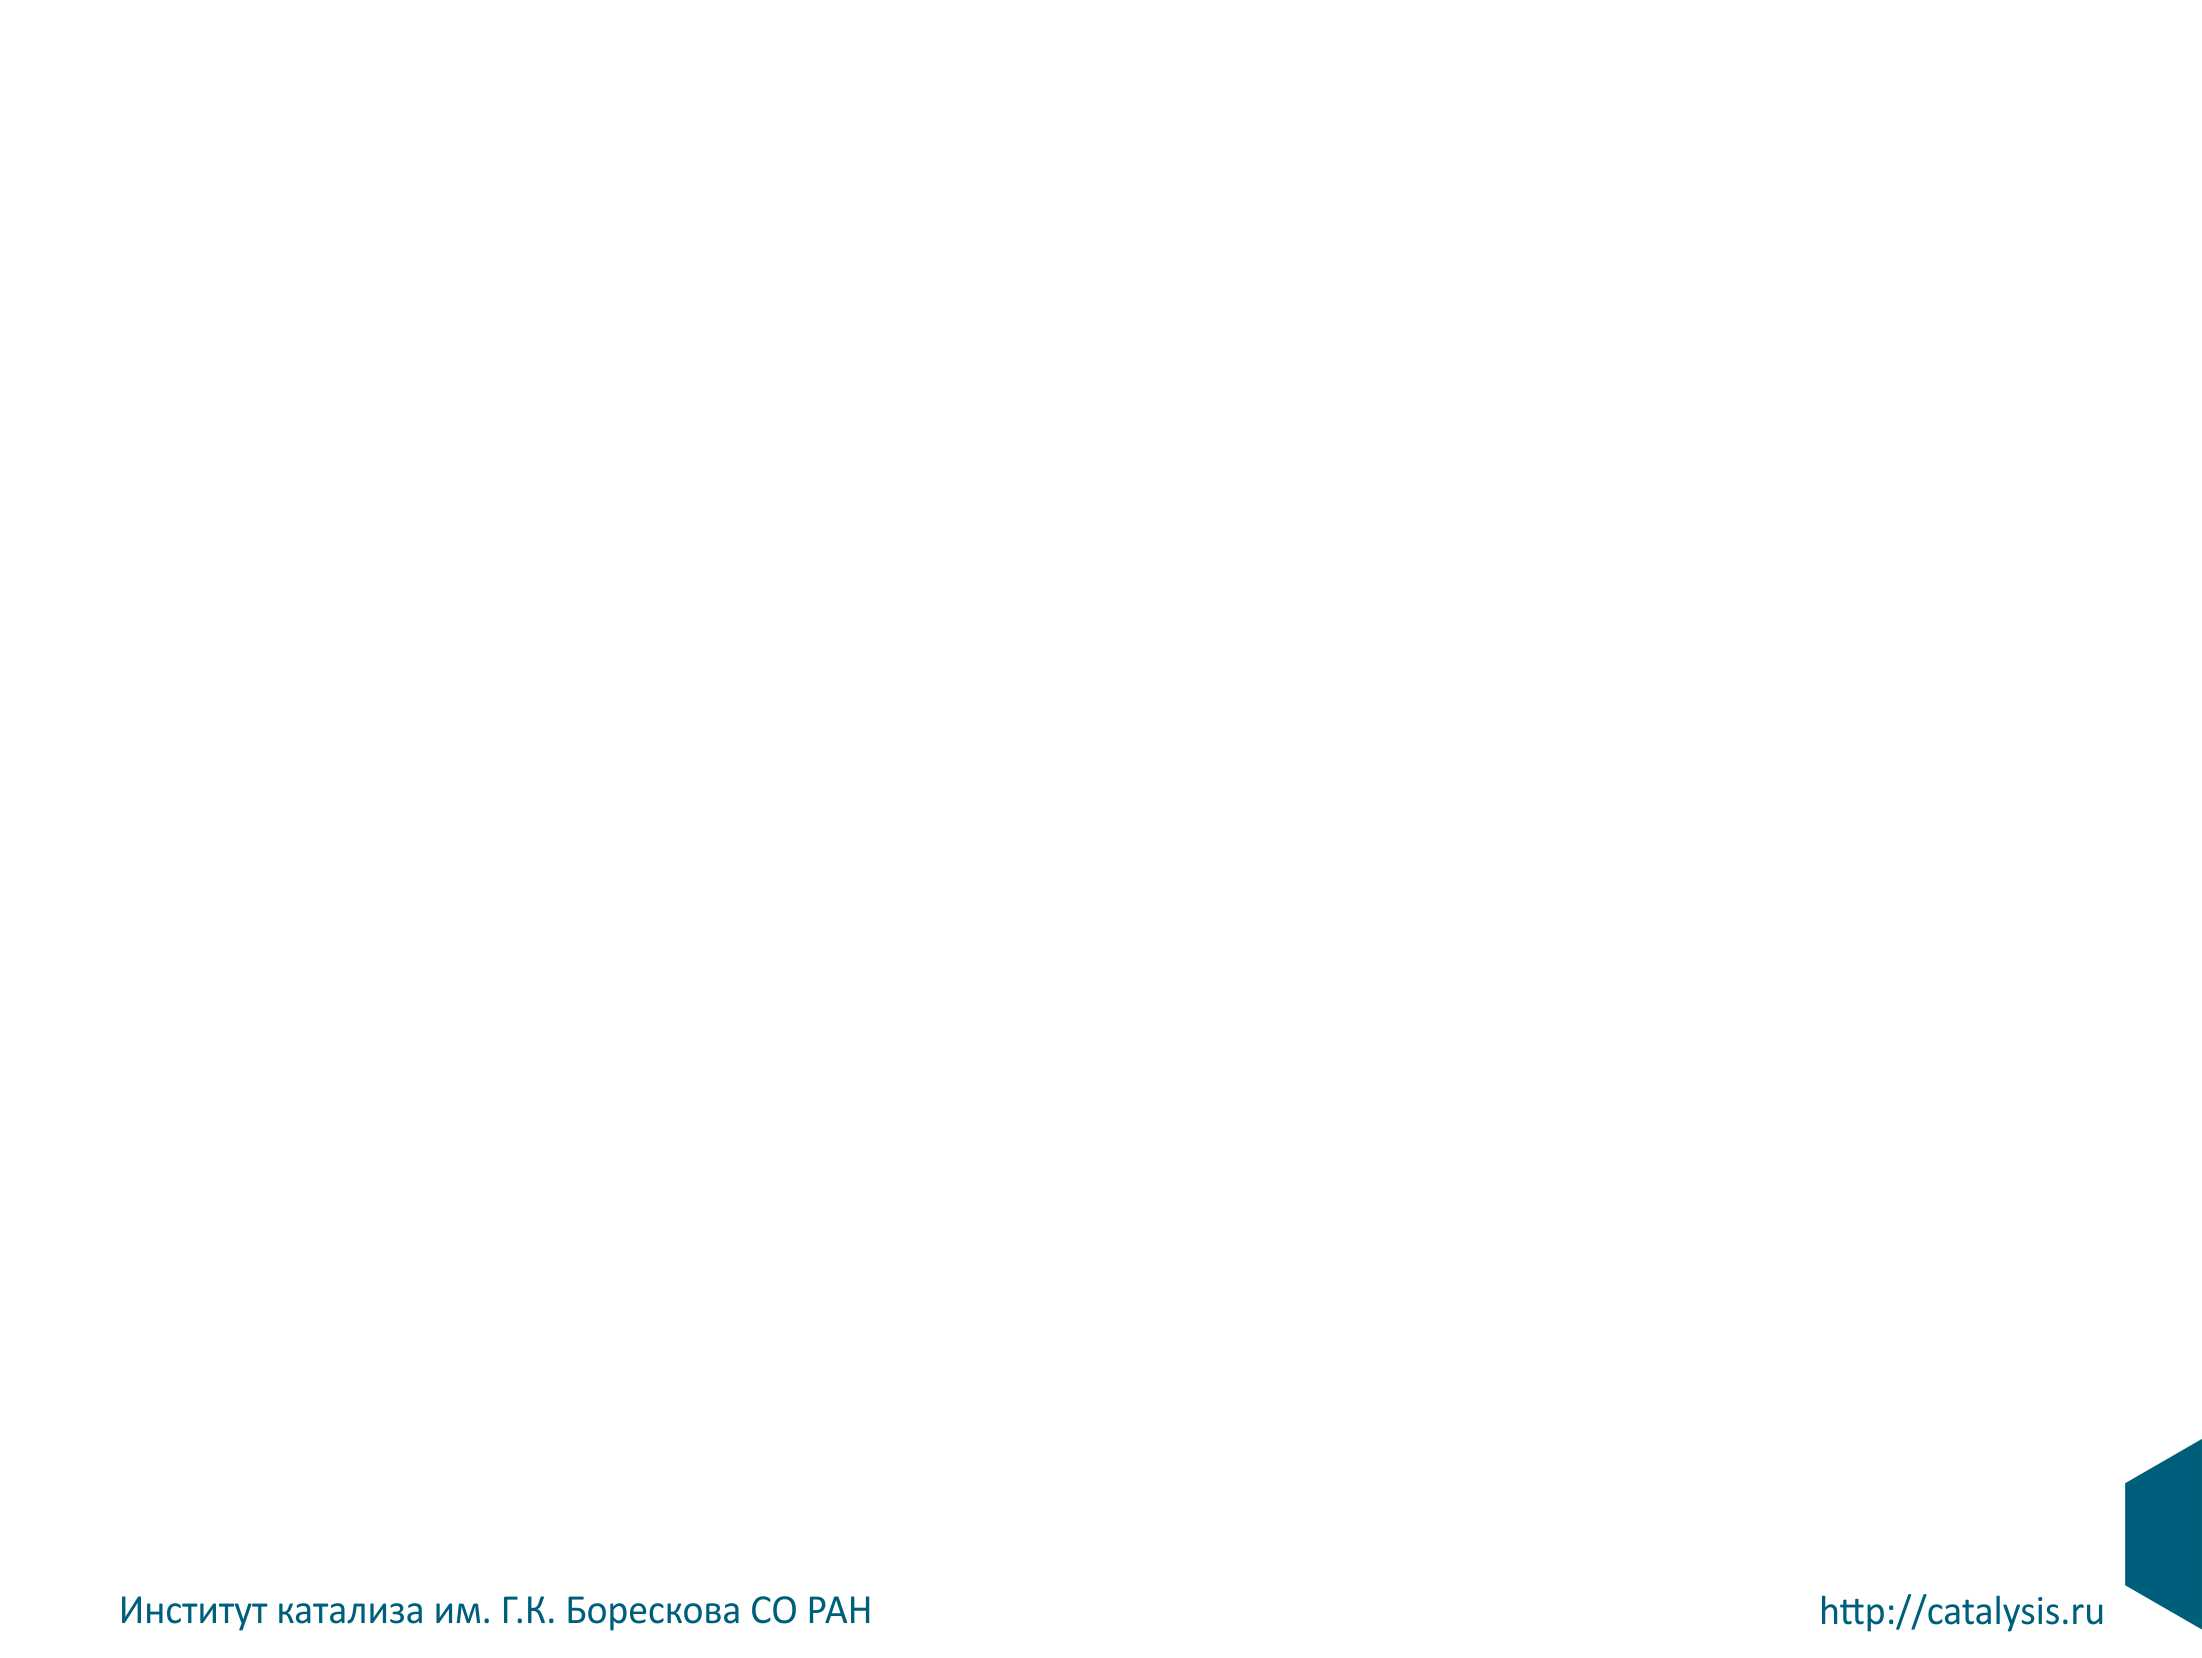 Институт катализа им. Г.К. Борескова СО РАН
http://catalysis.ru